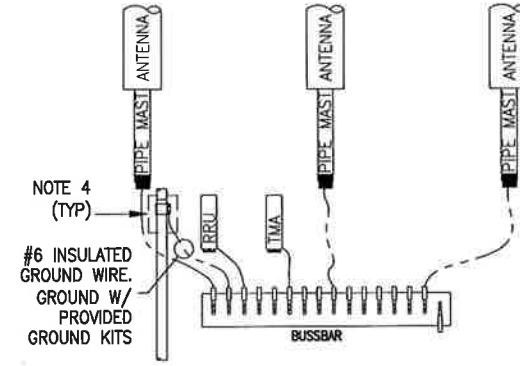 ANTENNA
PIPE MAST
ANTENNA
PIPE MAST
ANTENNA
PIPE MAST
NOTE 4
(TYP)
RRU
TMA
#6 INSULATED
GROUND WIRE.
GROUND W/
PROVIDED
GROUND KITS
BUSSBAR